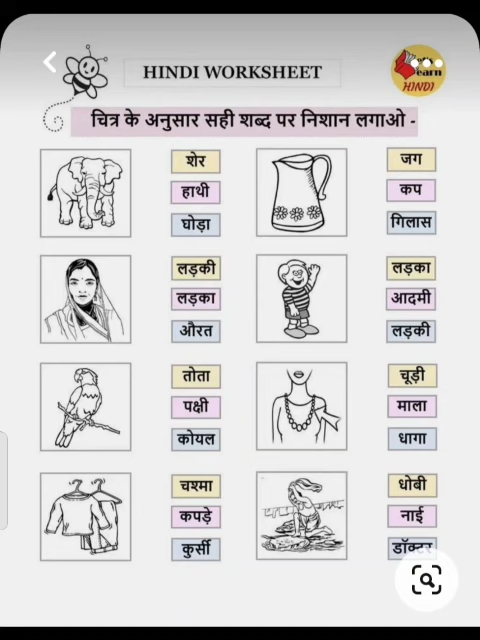 HINDI WORKSHEET
Learn
HINDI
चित्र के अनुसार सही शब्द पर निशान लगाओ -
शेर
हाथी
घोड़ा
जग
कप
गिलास
लड़की
लड़का
औरत
लड़का
आदमी
लड़की
तोता
पक्षी
कोयल
चूड़ी
माला
धागा
चश्मा
कपड़े
कुर्सी
धोबी
नाई
डॉक्टर